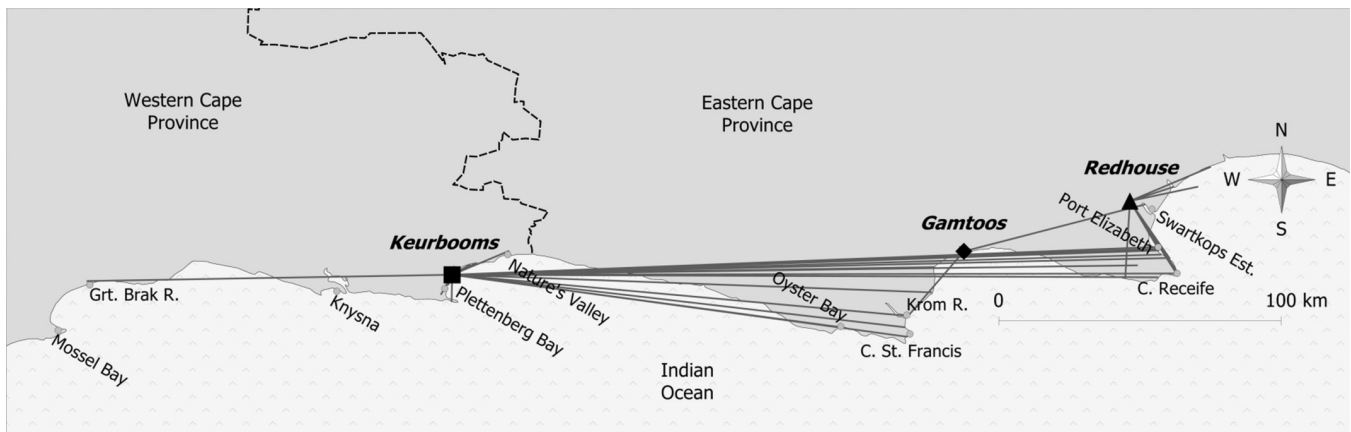 Western Cape
Province
Eastern Cape
Province
N
W
E
S
Redhouse
Gamtoos
Keurbooms
Port Elizabeth
Swartkops Est.
Nature's Valley
Plettenberg Bay
Grt. Brak R.
Knysna
Mossel Bay
Oyster Bay
Krom R.
C. Receife
0
100 km
C. St. Francis
Indian
Ocean